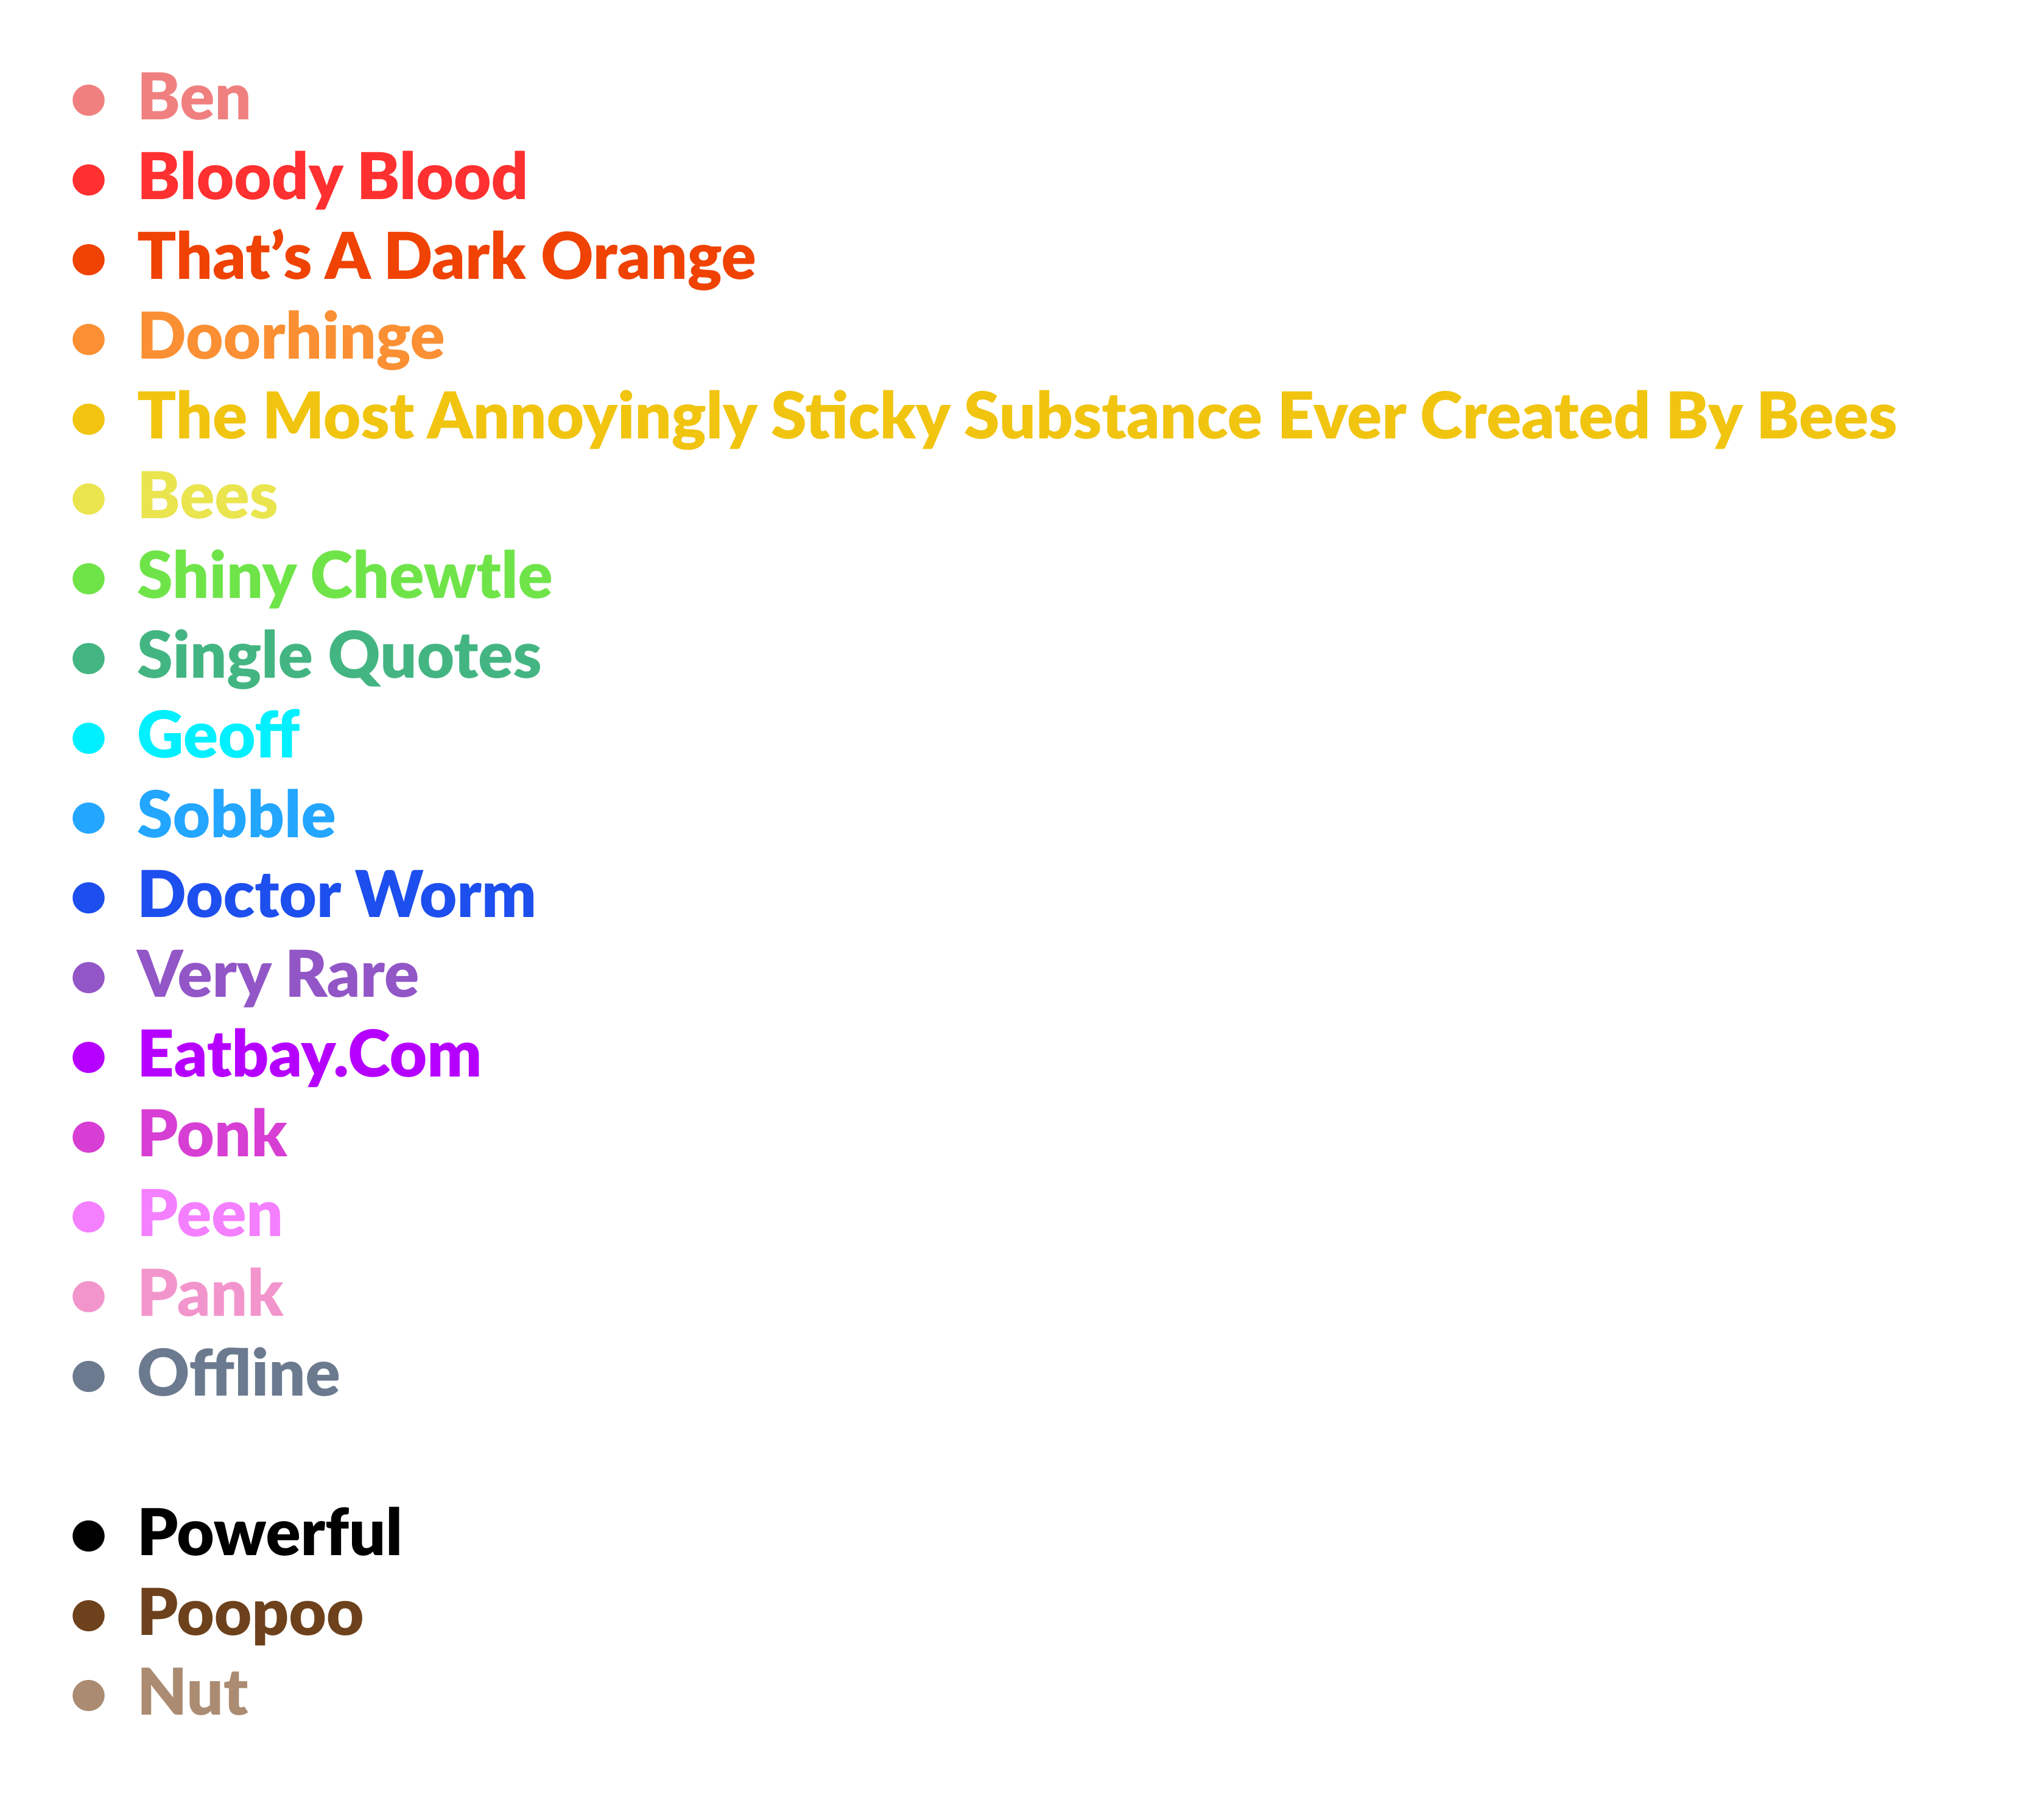 • Ben
• Bloody Blood
• That’s A Dark Orange
• Doorhinge
• The Most Annoyingly Sticky Substance Ever Created By Bees
• Bees
• Shiny Chewtle
• Single Quotes
• Geoff
• Sobble
• Doctor Worm
• Very Rare
• Eatbay.Com
• Ponk
• Peen
• Pank
• Offline
• Powerful
• Poopoo
• Nut